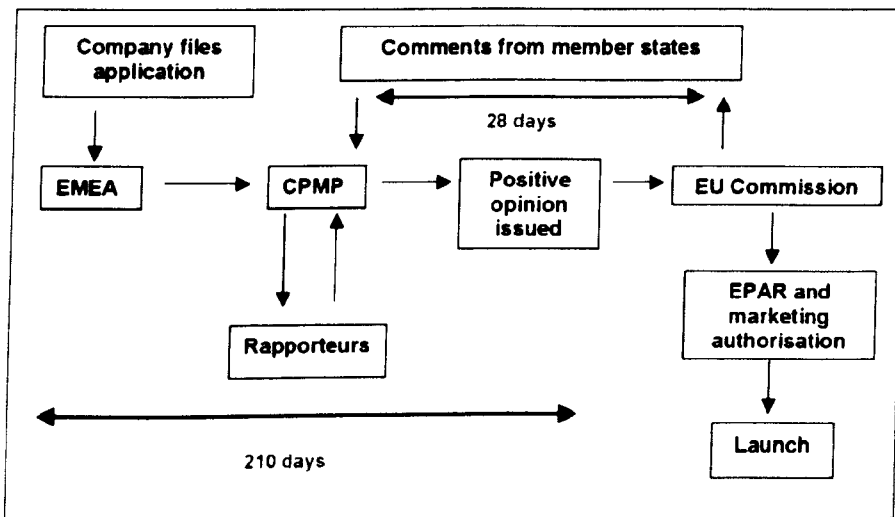 Company files
application
Comments from member states
28 days
EMEA
CPMP
Positive
opinion
issued
EU Commission
Rapporteurs
EPAR and
marketing
authorisation
210 days
Launch